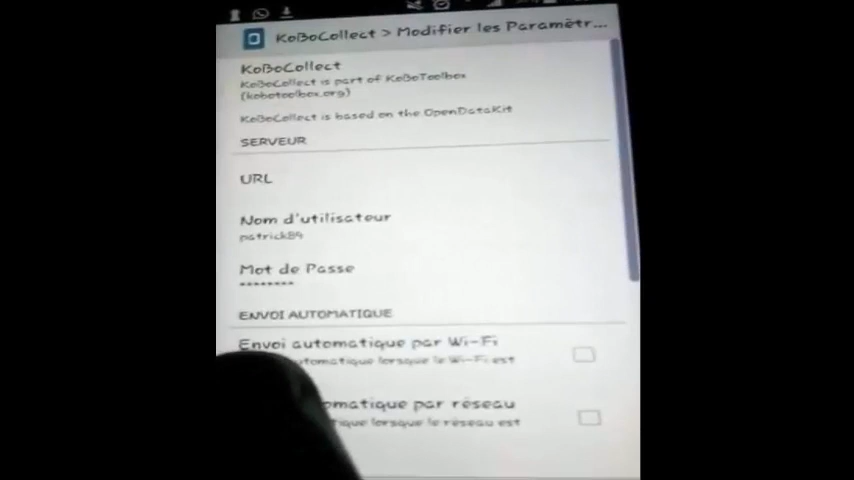 KoBoCollect > Modifier les Paramètr...
KoBoCollect
KoBoCollect is part of KoBoToolbox
(kobotoolbox.org)
KoBoCollect is based on the OpenDataKit
SERVEUR
URL
Nom d'utilisateur
patrick89
Mot de Passe
********
ENVOI AUTOMATIQUE
Envoi automatique par Wi-Fi
automatique lorsque le Wi-Fi est
omatique par réseau
tique lorsque le réseau est